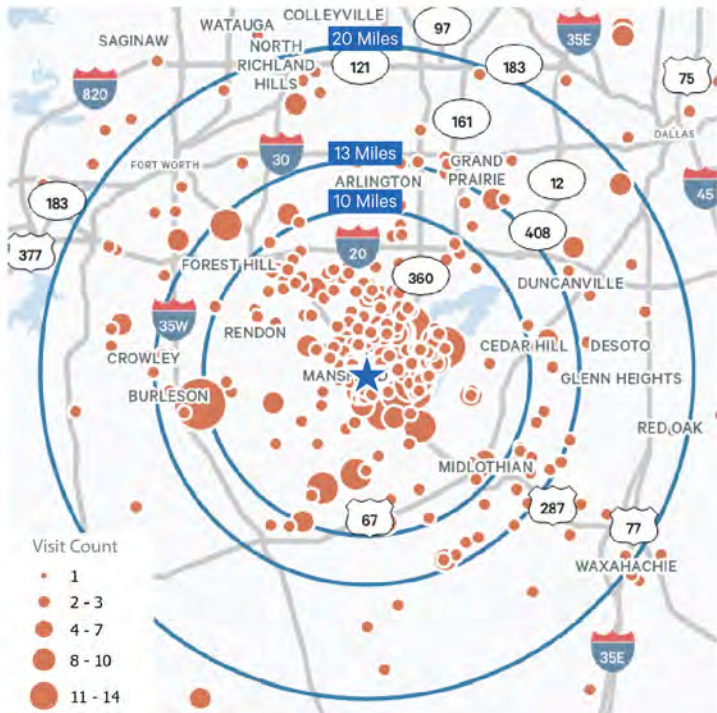 COLLEYVILLE
WATAUGA
97
35E
SAGINAW
20 Miles
NORTH
RICHLAND
HILLS
121
183
75
820
161
DALLAS
30
13 Miles
FORT WORTH
GRAND
PRAIRIE
12
ARLINGTON
183
45
10 Miles
408
377
20
FOREST HILL
360
DUNCANVILLE
35W
RENDON
CROWLEY
CEDAR HILL
DESOTO
MANSFIELD
GLENN HEIGHTS
BURLESON
RED OAK
MIDLOTHIAN
67
287
77
WAXAHACHIE
35E
Visit Count
1
2 - 3
4 - 7
8 - 10
11 - 14